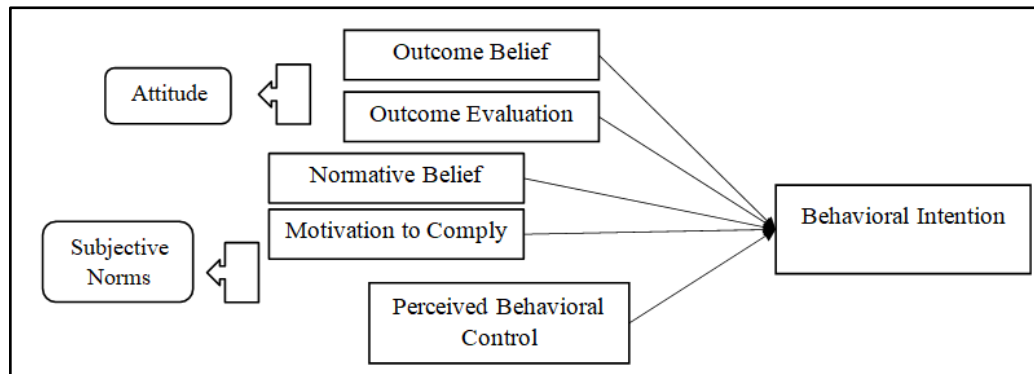 Outcome Belief
Attitude
Outcome Evaluation
Normative Belief
Motivation to Comply
Behavioral Intention
Subjective
Norms
Perceived Behavioral
Control